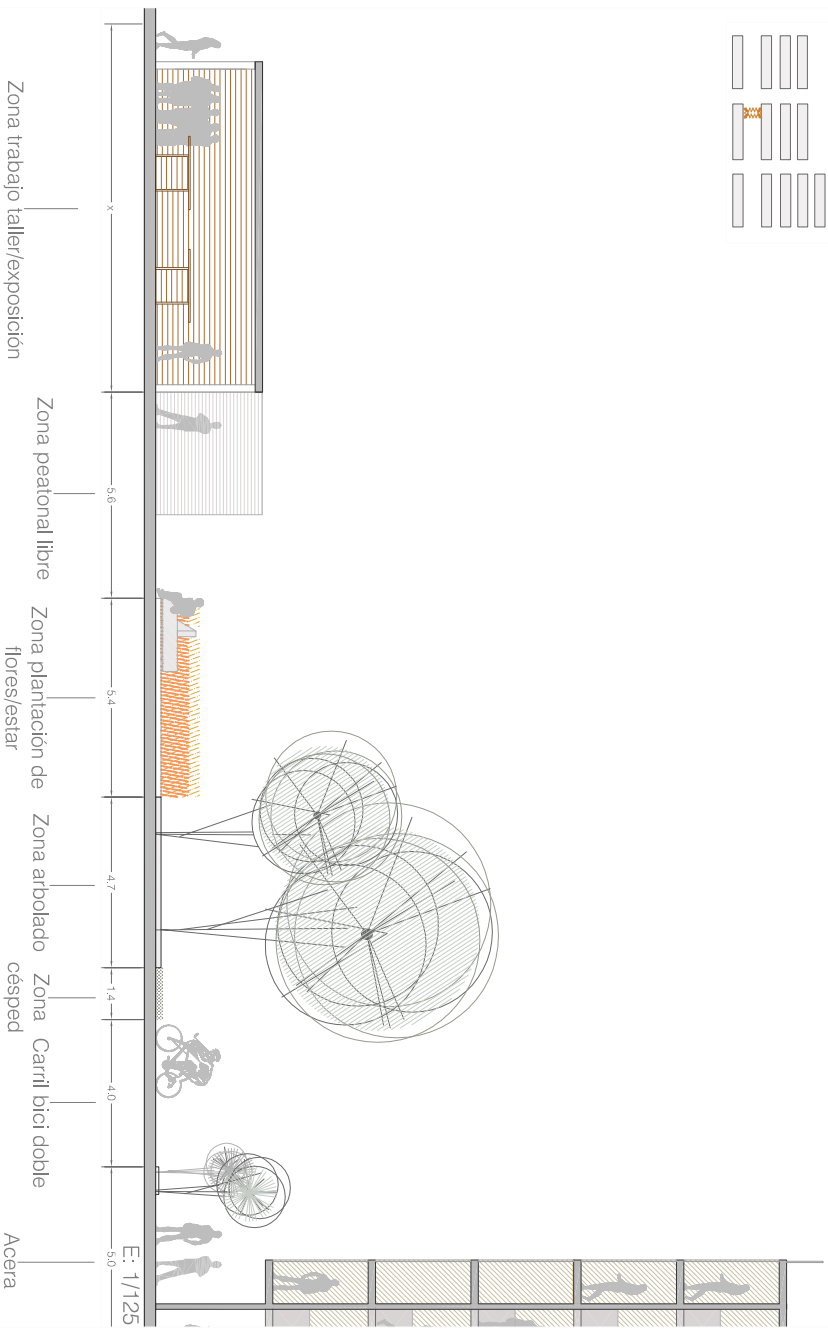 E: 1/125
x
5.6
5.4
4.7
1.4
4.0
5.0
Zona trabajo taller/exposición
Zona peatonal libre
Zona plantación de
flores/estar
Zona arbolado
Zona
césped
Carril bici doble
Acera